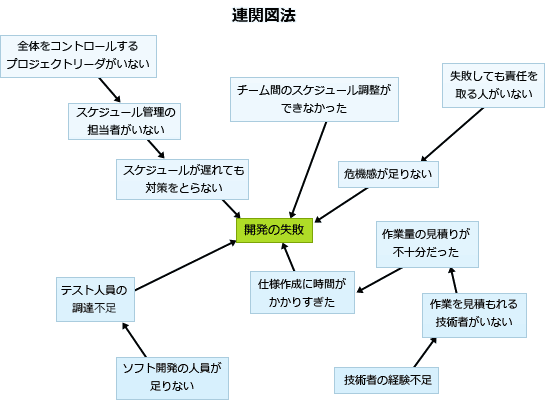 連関図法
全体をコントロールする
プロジェクトリーダがいない
スケジュール管理の
担当者がいない
スケジュールが遅れても
対策をとらない
チーム間のスケジュール調整が
できなかった
失敗しても責任を
取る人がいない
危機感が足りない
開発の失敗
作業量の見積りが
不十分だった
仕様作成に時間が
かかりすぎた
テスト人員の
調達不足
作業を見積もれる
技術者がいない
ソフト開発の人員が
足りない
技術者の経験不足